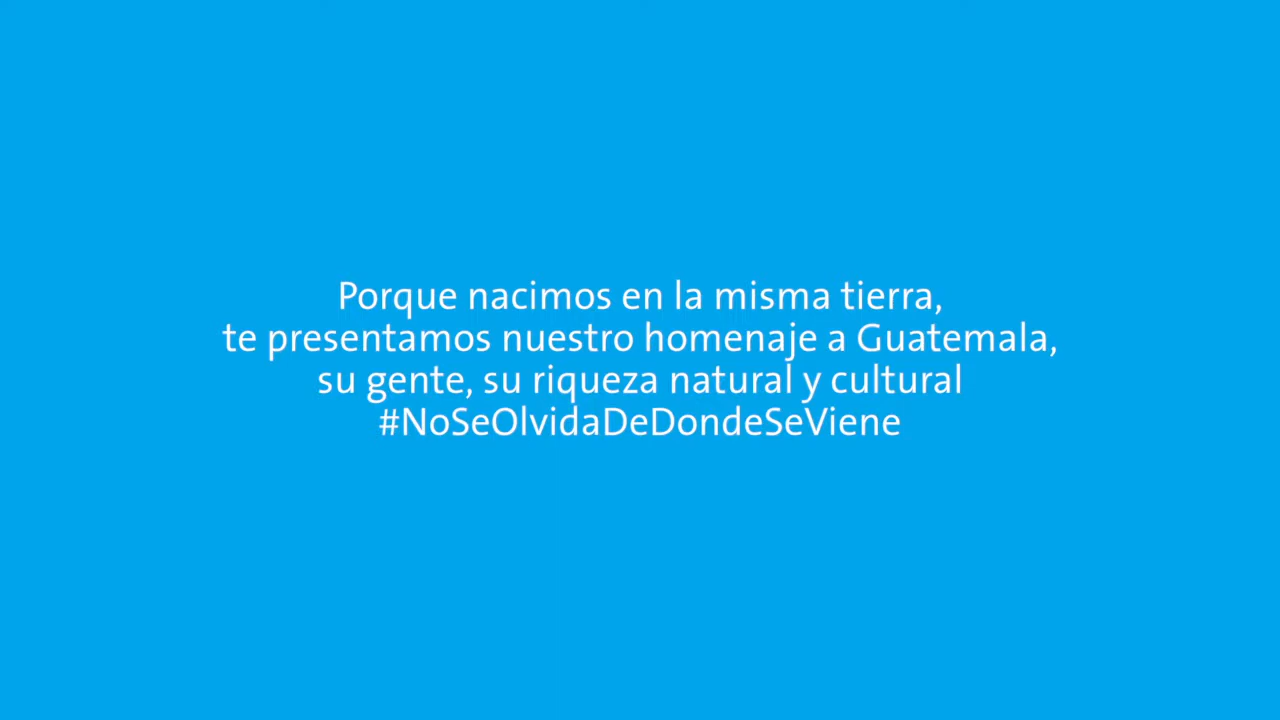 Porque nacimos en la misma tierra,
te presentamos nuestro homenaje a Guatemala,
su gente, su riqueza natural y cultural
#NoSeOlvidaDeDondeSeViene